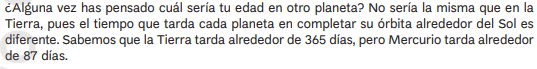 ¿Alguna vez has pensado cuál sería tu edad en otro planeta? No sería la misma que en la
Tierra, pues el tiempo que tarda cada planeta en completar su órbita alrededor del Sol es
diferente. Sabemos que la Tierra tarda alrededor de 365 días, pero Mercurio tarda alrededor
de 87 días.